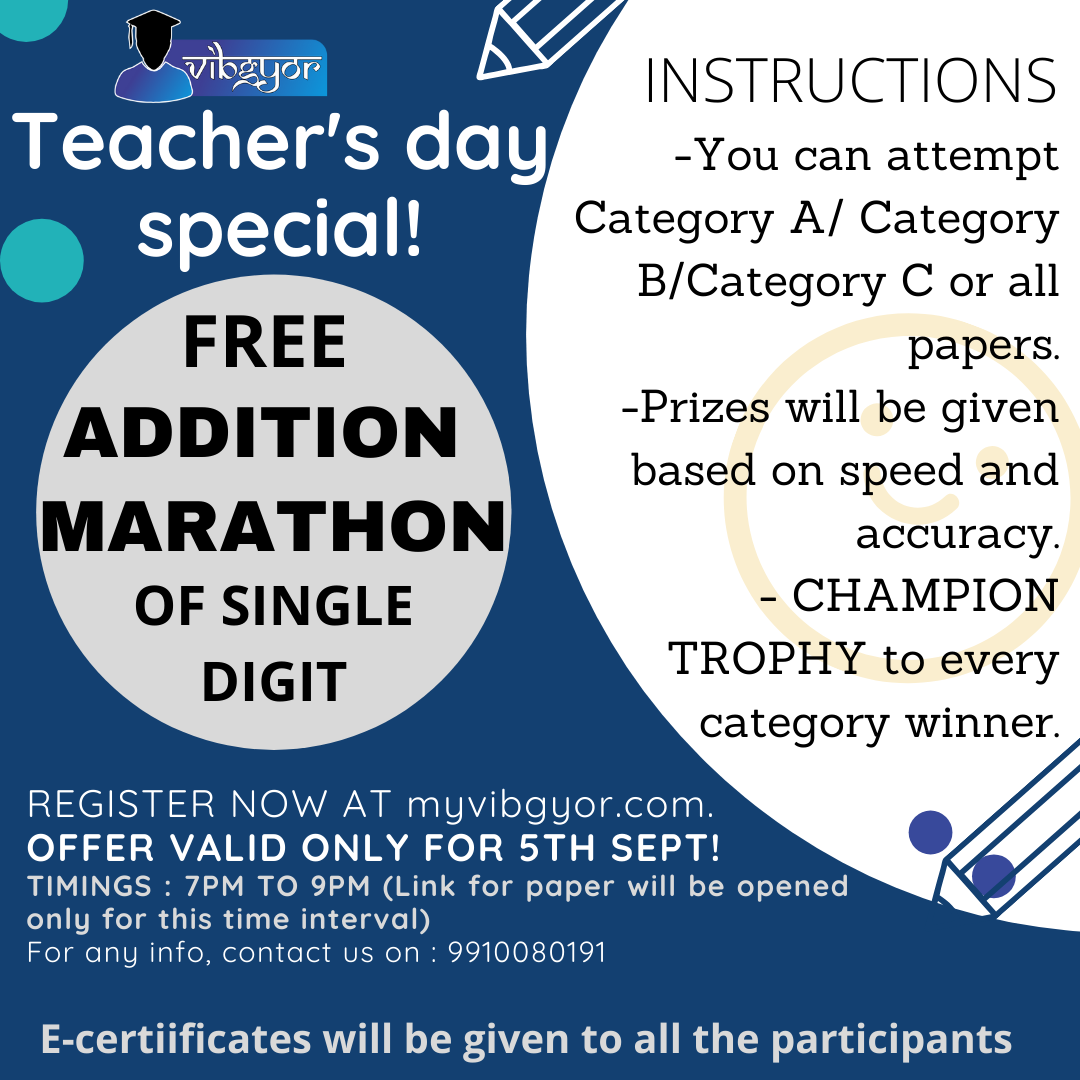 vibgyor
Teacher's day
special!
FREE
ADDITION
MARATHON
OF SINGLE
DIGIT
INSTRUCTIONS
-You can attempt
Category A/ Category
B/Category C or all
papers.
-Prizes will be given
based on speed and
accuracy.
- CHAMPION
TROPHY to every
category winner.
REGISTER NOW AT myvibgyor.com.
OFFER VALID ONLY FOR 5TH SEPT!
TIMINGS : 7PM TO 9PM (Link for paper will be opened
only for this time interval)
For any info, contact us on : 9910080191
E-certiificates will be given to all the participants